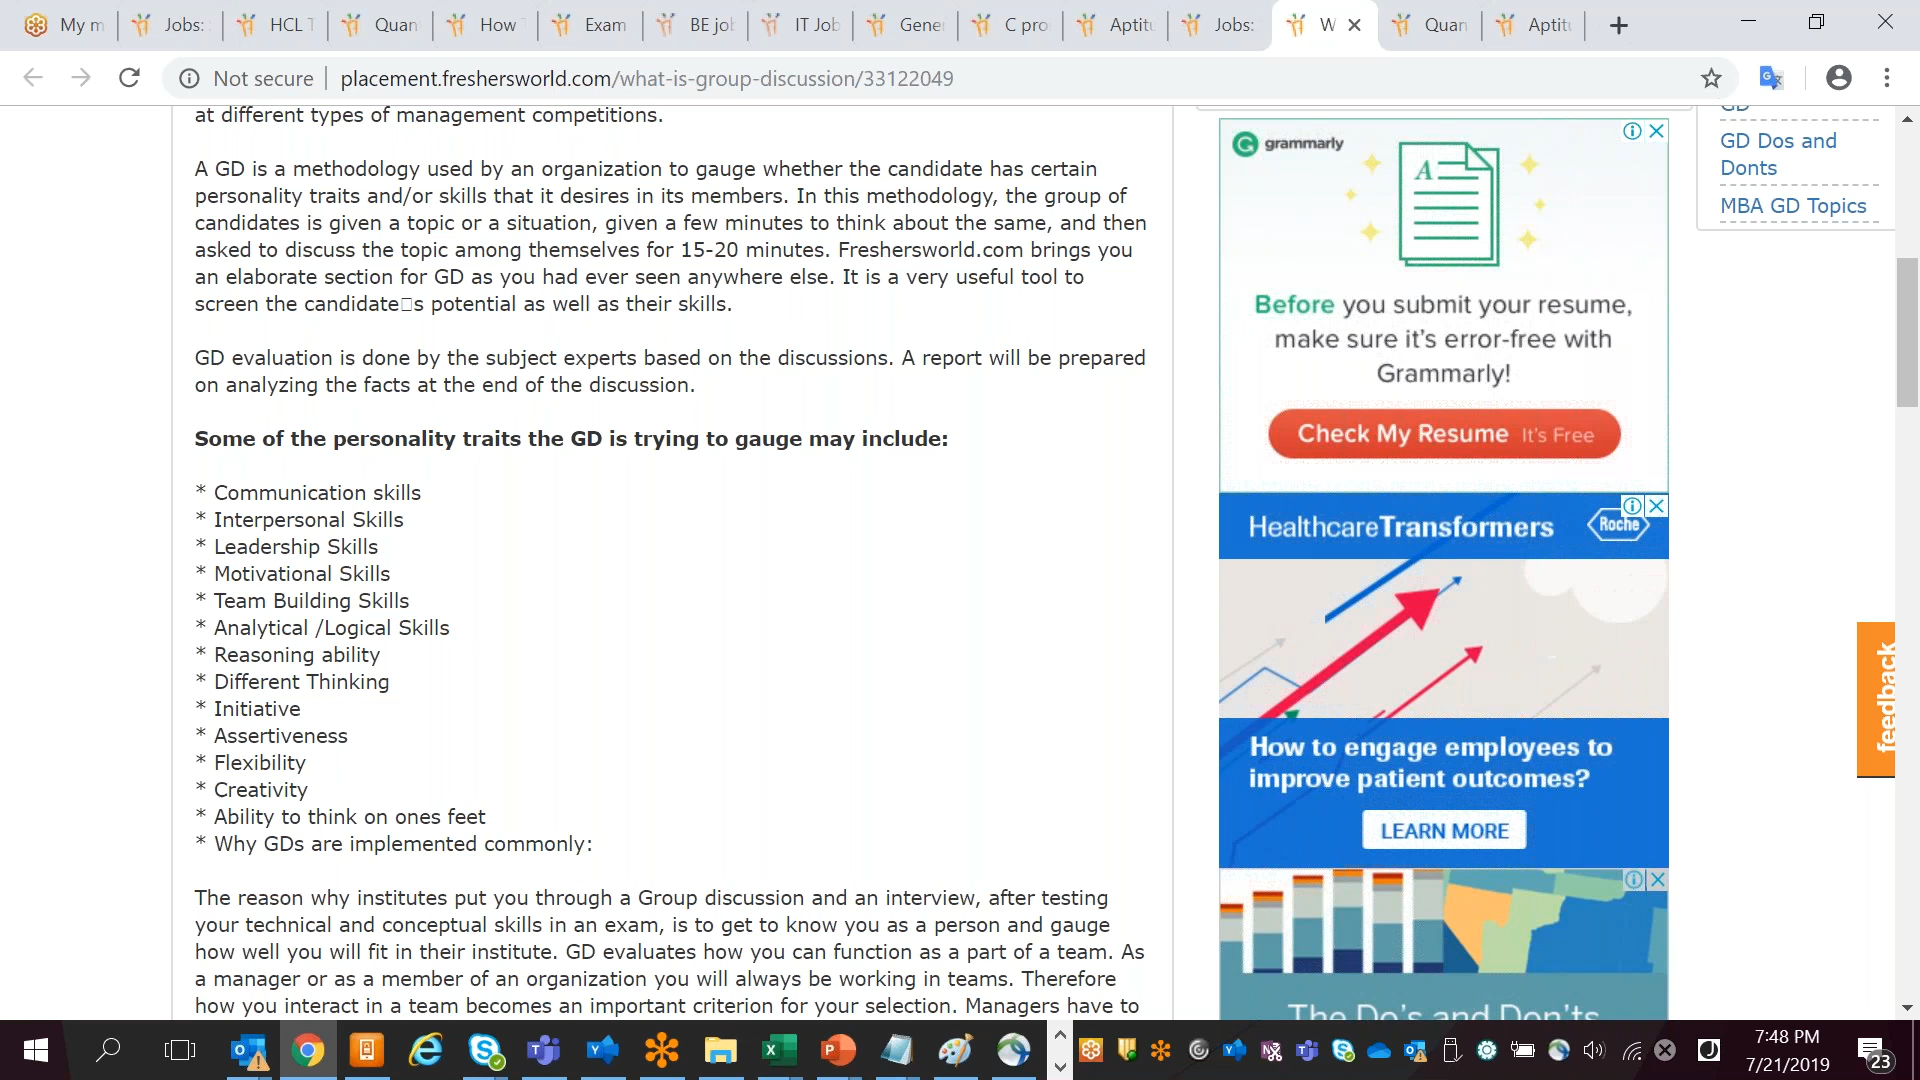 My m
Jobs:
HCL T
Quan
How
Exam
BE jo
IT Job
Gene
C pro
Aptit
Jobs:
W
Quan
Aptit
Not secure
placement.freshersworld.com/what-is-group-discussion/33122049
at different types of management competitions.
A GD is a methodology used by an organization to gauge whether the candidate has certain
personality traits and/or skills that it desires in its members. In this methodology, the group of
candidates is given a topic or a situation, given a few minutes to think about the same, and then
asked to discuss the topic among themselves for 15-20 minutes. Freshersworld.com brings you
an elaborate section for GD as you had ever seen anywhere else. It is a very useful tool to
screen the candidate□s potential as well as their skills.
GD evaluation is done by the subject experts based on the discussions. A report will be prepared
on analyzing the facts at the end of the discussion.
Some of the personality traits the GD is trying to gauge may include:
* Communication skills
* Interpersonal Skills
* Leadership Skills
* Motivational Skills
* Team Building Skills
* Analytical /Logical Skills
* Reasoning ability
* Different Thinking
* Initiative
* Assertiveness
* Flexibility
* Creativity
* Ability to think on ones feet
* Why GDs are implemented commonly:
The reason why institutes put you through a Group discussion and an interview, after testing
your technical and conceptual skills in an exam, is to get to know you as a person and gauge
how well you will fit in their institute. GD evaluates how you can function as a part of a team. As
a manager or as a member of an organization you will always be working in teams. Therefore
how you interact in a team becomes an important criterion for your selection. Managers have to
grammarly
A
Before you submit your resume,
make sure it's error-free with
Grammarly!
Check My Resume It's Free
HealthcareTransformers
Roche
How to engage employees to
improve patient outcomes?
LEARN MORE
The Do's and Don'ts
GD
GD Dos and
Donts
MBA GD Topics
feedback
7:48 PM
7/21/2019
23